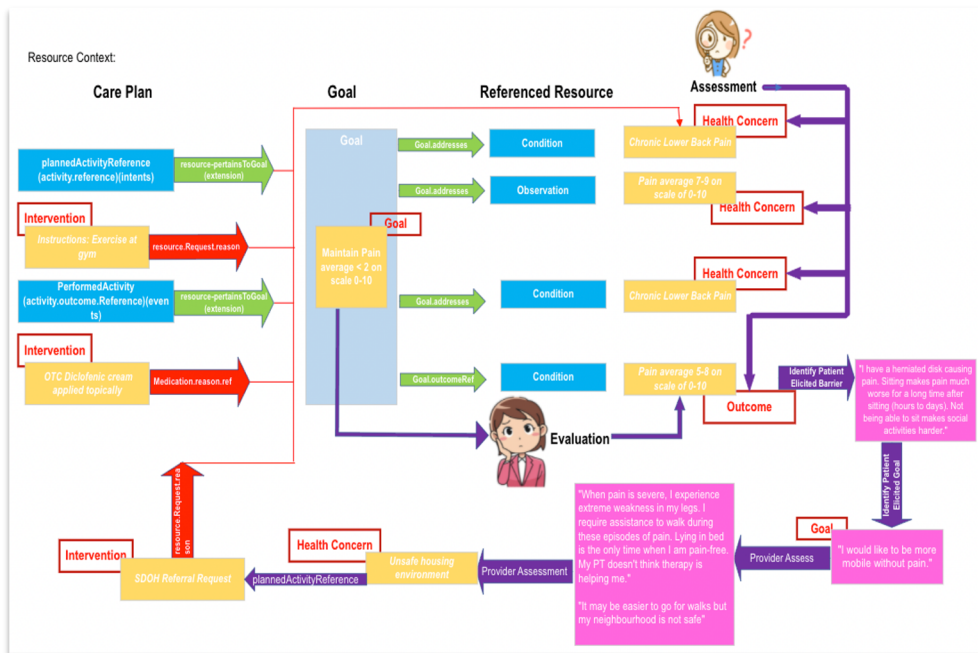 Resource Context:
Care Plan
Goal
Referenced Resource
Assessment
?
Health Concern
Goal
plannedActivityReference
(activity.reference)(intents)
resource-pertainsToGoal
(extension)
Goal.addresses
Condition
Chronic Lower Back Pain
Goal.addresses
Observation
Pain average 7-9 on
scale of 0-10
Health Concern
Intervention
Instructions: Exercise at
gym
resource.Request.reason
Goal
Maintain Pain
average < 2 on
scale 0-10
Health Concern
PerformedActivity
(activity.outcome.Reference)(even
ts)
resource-pertainsToGoal
(extension)
Goal.addresses
Condition
Chronic Lower Back Pain
Intervention
OTC Diclofenic cream
applied topically
Medication.reason.ref
Goal.outcomeRef
Condition
Pain average 5-8 on
scale of 0-10
Outcome
Identify Patient
Elicited Barrier
"I have a herniated disk causing
pain. Sitting makes pain much
worse for a long time after
sitting (hours to days). Not
being able to sit makes social
activities harder."
Evaluation
Identify Patient
Elicited Goal
Goal
"I would like to be more
mobile without pain."
Provider Assess
"When pain is severe, I experience
extreme weakness in my legs. I
require assistance to walk during
these episodes of pain. Lying in bed
is the only time when I am pain-free.
My PT doesn't think therapy is
helping me."
"It may be easier to go for walks but
my neighbourhood is not safe"
Provider Assessment
Health Concern
Unsafe housing
environment
plannedActivityReference
Intervention
SDOH Referral Request
resource.Request.rea
son